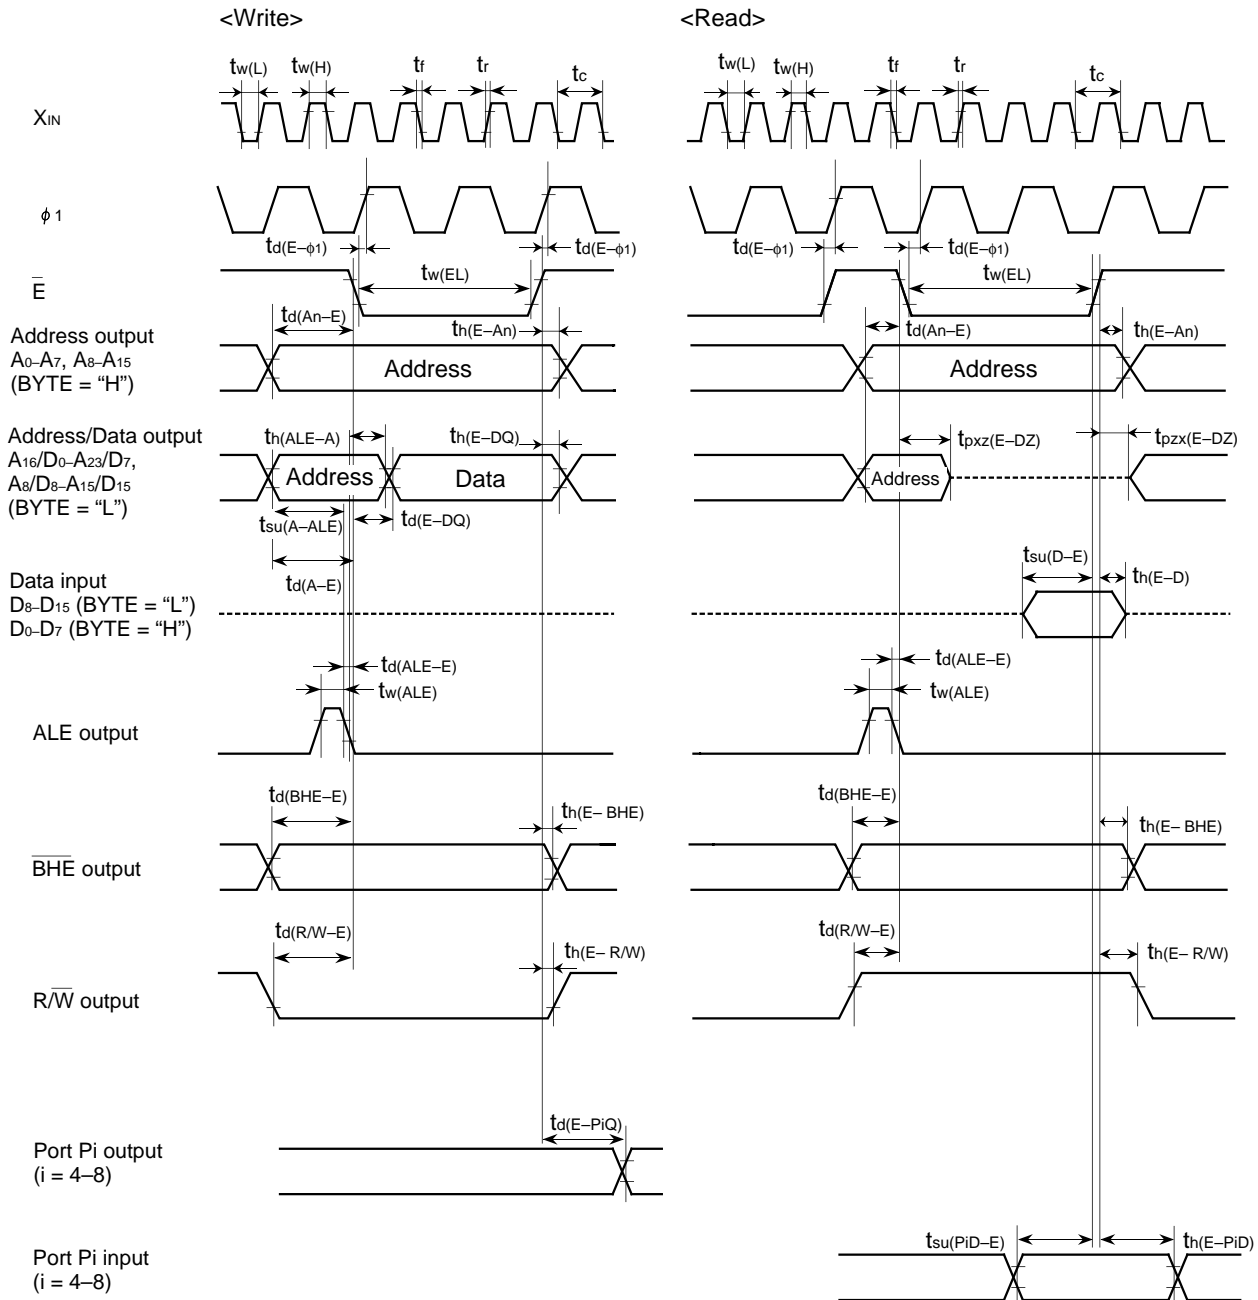 <Write>
<Read>
tw(L) tw(H) tf tr tc
tw(L) tw(H) tf tr tc
XIN
ϕ 1
td(E–ϕ1) td(E–ϕ1)
td(E–ϕ1) td(E–ϕ1)
E̅
tw(EL)
tw(EL)
td(An–E) th(E–An)
td(An–E) th(E–An)
Address output
A0–A7, A8–A15
(BYTE = “H”)
Address
Address
Address/Data output
A16/D0–A23/D7,
A8/D8–A15/D15
(BYTE = “L”)
th(ALE–A) th(E–DQ)
tpxz(E–DZ) tpzx(E–DZ)
Address Data
Address
tsu(A–ALE) td(E–DQ)
td(A–E)
Data input
D8–D15 (BYTE = “L”)
D0–D7 (BYTE = “H”)
tsu(D–E) th(E–D)
td(ALE–E)
tw(ALE)
td(ALE–E)
tw(ALE)
ALE output
td(BHE–E) th(E– BHE)
td(BHE–E) th(E– BHE)
B̅H̅E̅ output
td(R/W–E) th(E– R/W)
td(R/W–E) th(E– R/W)
R/W̅ output
td(E–PiQ)
Port Pi output
(i = 4–8)
tsu(PiD–E) th(E–PiD)
Port Pi input
(i = 4–8)